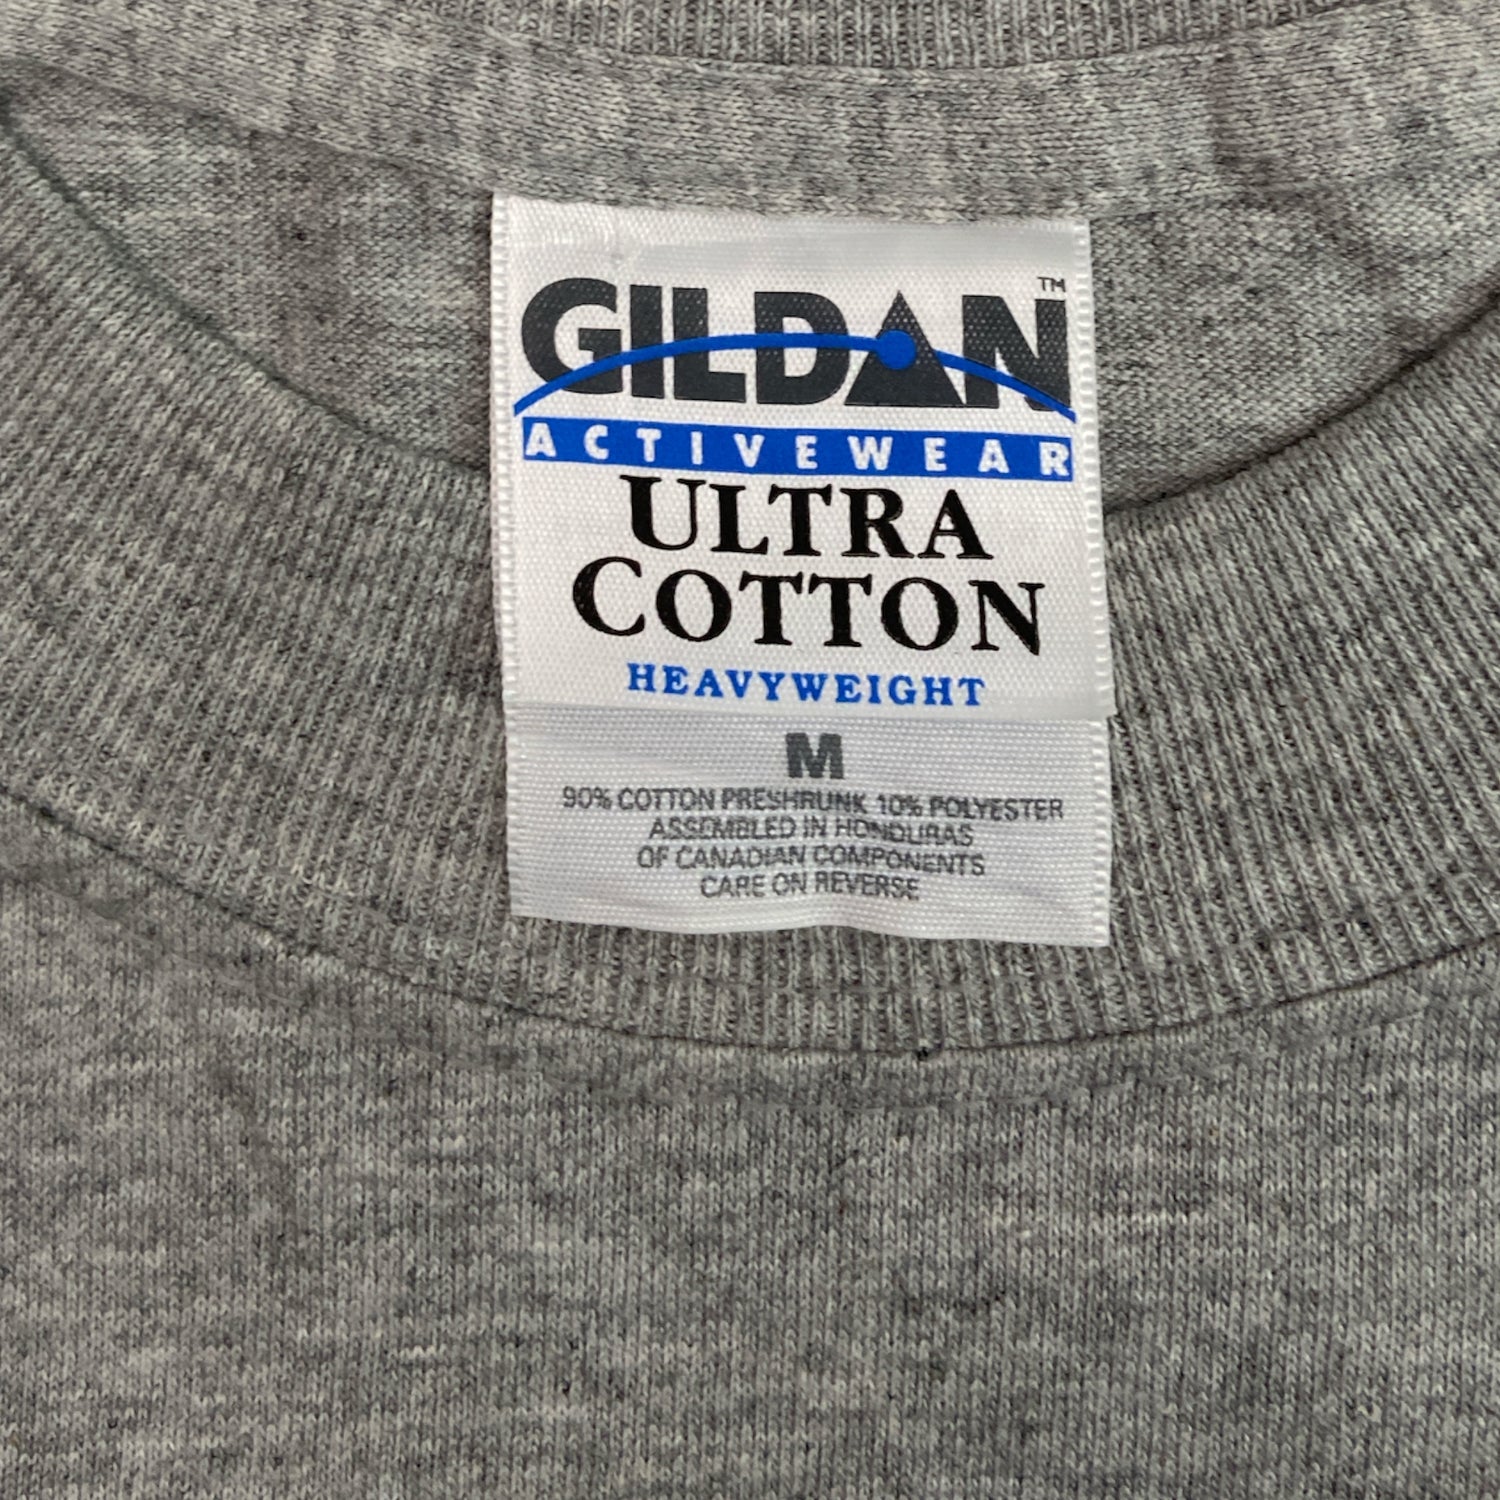 GILDAN™
ACTIVEWEAR
ULTRA
COTTON
HEAVYWEIGHT
M
90% COTTON PRESHRUNK 10% POLYESTER
ASSEMBLED IN HONDURAS
OF CANADIAN COMPONENTS
CARE ON REVERSE